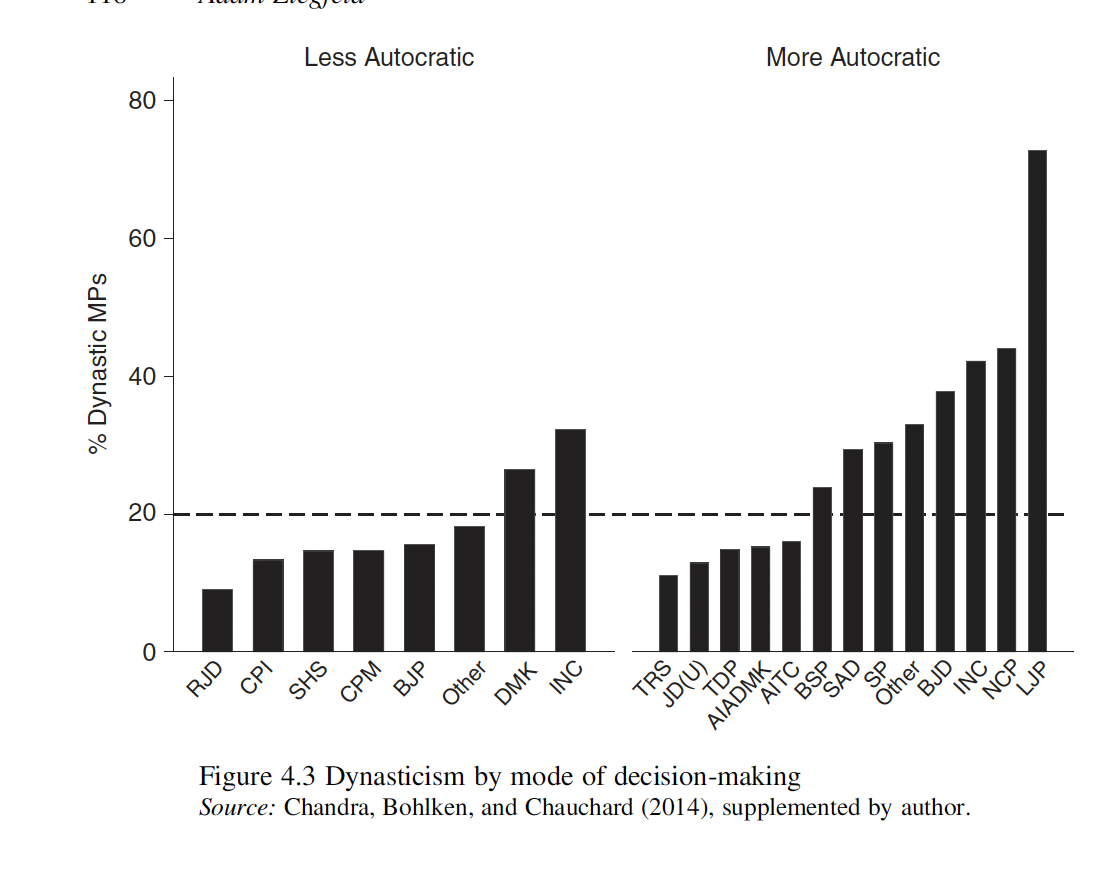 Adam Ziegfeld
Less Autocratic
More Autocratic
80
60
40
20
0
% Dynastic MPs
RJD
CPI
SHS
CPM
BJP
Other
DMK
INC
TRS
JD(U)
TDP
AIADMK
AITC
BSP
SAD
SP
Other
BJD
INC
NCP
LJP
Figure 4.3 Dynasticism by mode of decision-making
Source: Chandra, Bohlken, and Chauchard (2014), supplemented by author.